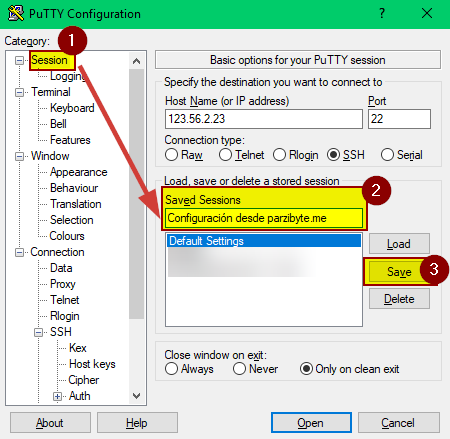 PuTTY Configuration
?
Category:
1
Session
Logging
Terminal
Keyboard
Bell
Features
Window
Appearance
Behaviour
Translation
Selection
Colours
Connection
Data
Proxy
Telnet
Rlogin
SSH
Kex
Host keys
Cipher
Auth
Basic options for your PuTTY session
Specify the destination you want to connect to
Host Name (or IP address) Port
123.56.2.23 22
Connection type:
Raw Telnet Rlogin SSH Serial
Load, save or delete a stored session
2
Saved Sessions
Configuración desde parzibyte.me
Default Settings
Load
Save
3
Delete
Close window on exit:
Always Never Only on clean exit
About Help Open Cancel